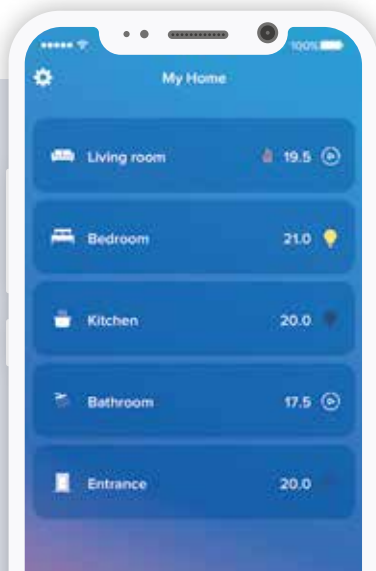 100%
My Home
Living room 19.5
Bedroom 21.0
Kitchen 20.0
Bathroom 17.5
Entrance 20.0